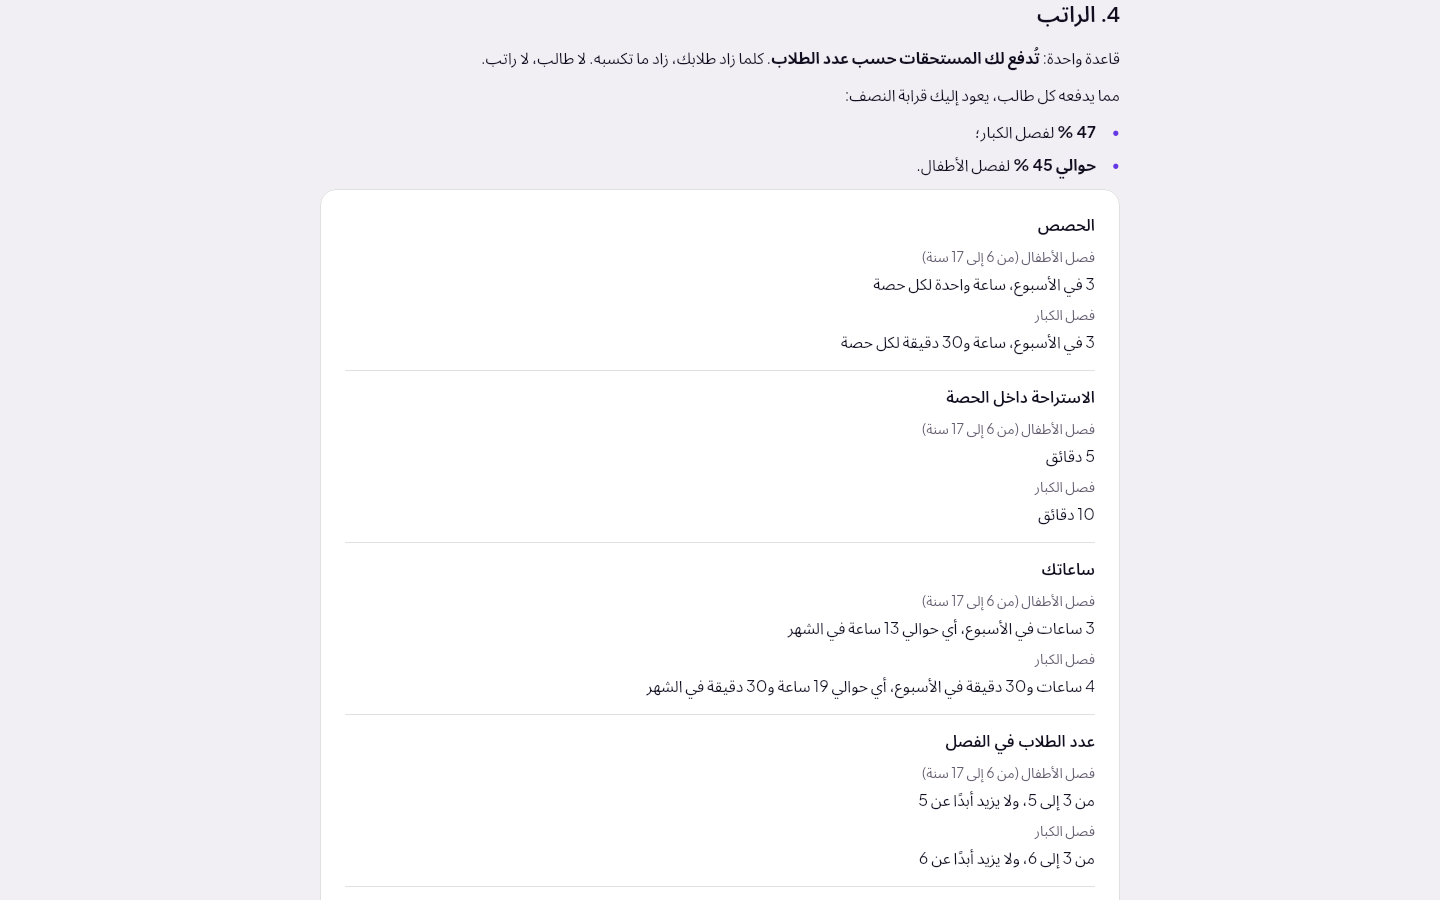 4. الراتب
قاعدة واحدة: تُدفع لك المستحقات حسب عدد الطلاب. كلما زاد طلابك، زاد ما تكسبه. لا طالب، لا راتب.
مما يدفعه كل طالب، يعود إليك قرابة النصف:
• 47 % لفصل الكبار؛
• حوالي 45 % لفصل الأطفال.
الحصص
فصل الأطفال (من 6 إلى 17 سنة)
3 في الأسبوع، ساعة واحدة لكل حصة
فصل الكبار
3 في الأسبوع، ساعة و30 دقيقة لكل حصة
الاستراحة داخل الحصة
فصل الأطفال (من 6 إلى 17 سنة)
5 دقائق
فصل الكبار
10 دقائق
ساعاتك
فصل الأطفال (من 6 إلى 17 سنة)
3 ساعات في الأسبوع، أي حوالي 13 ساعة في الشهر
فصل الكبار
4 ساعات و30 دقيقة في الأسبوع، أي حوالي 19 ساعة و30 دقيقة في الشهر
عدد الطلاب في الفصل
فصل الأطفال (من 6 إلى 17 سنة)
من 3 إلى 5، ولا يزيد أبدًا عن 5
فصل الكبار
من 3 إلى 6، ولا يزيد أبدًا عن 6